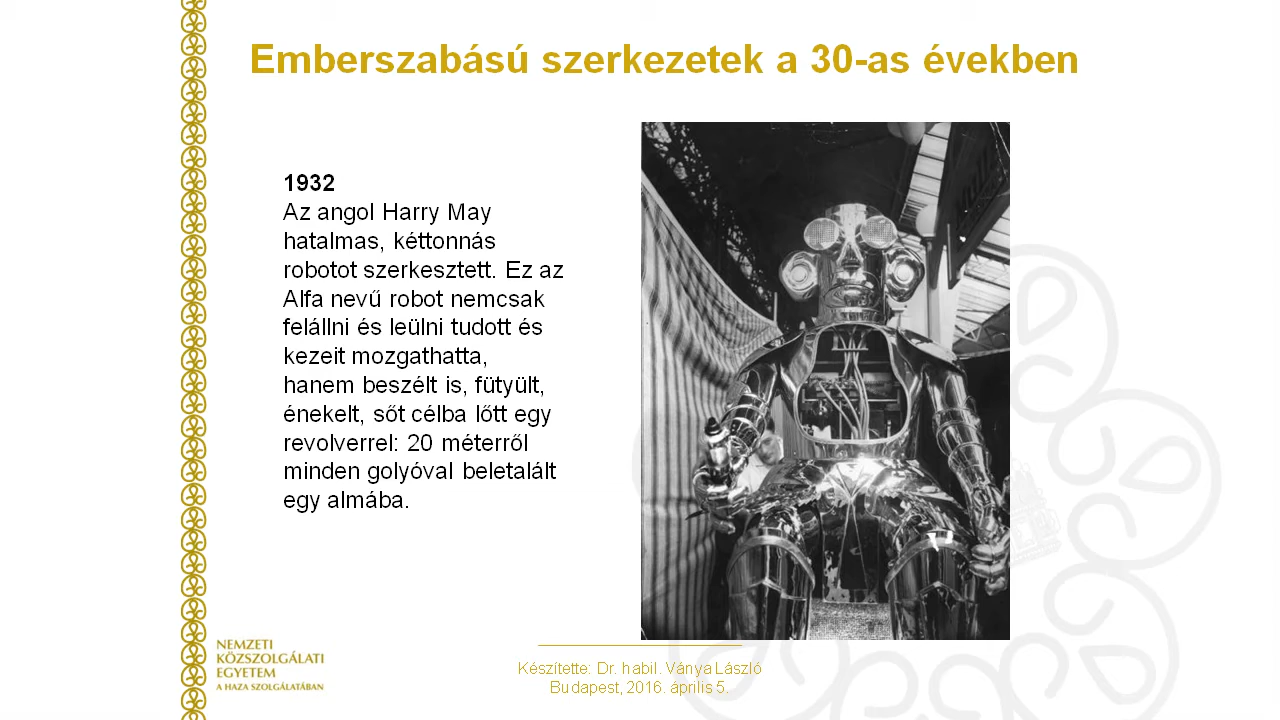 Emberszabású szerkezetek a 30-as években
1932
Az angol Harry May
hatalmas, kéttonnás
robotot szerkesztett. Ez az
Alfa nevű robot nemcsak
felállni és leülni tudott és
kezeit mozgathatta,
hanem beszélt is, fütyült,
énekelt, sőt célba lőtt egy
revolverrel: 20 méterről
minden golyóval beletalált
egy almába.
NEMZETI
KÖZSZOLGÁLATI
EGYETEM
A HAZA SZOLGÁLATÁBAN
Készítette: Dr. habil. Ványa László
Budapest, 2016. április 5.